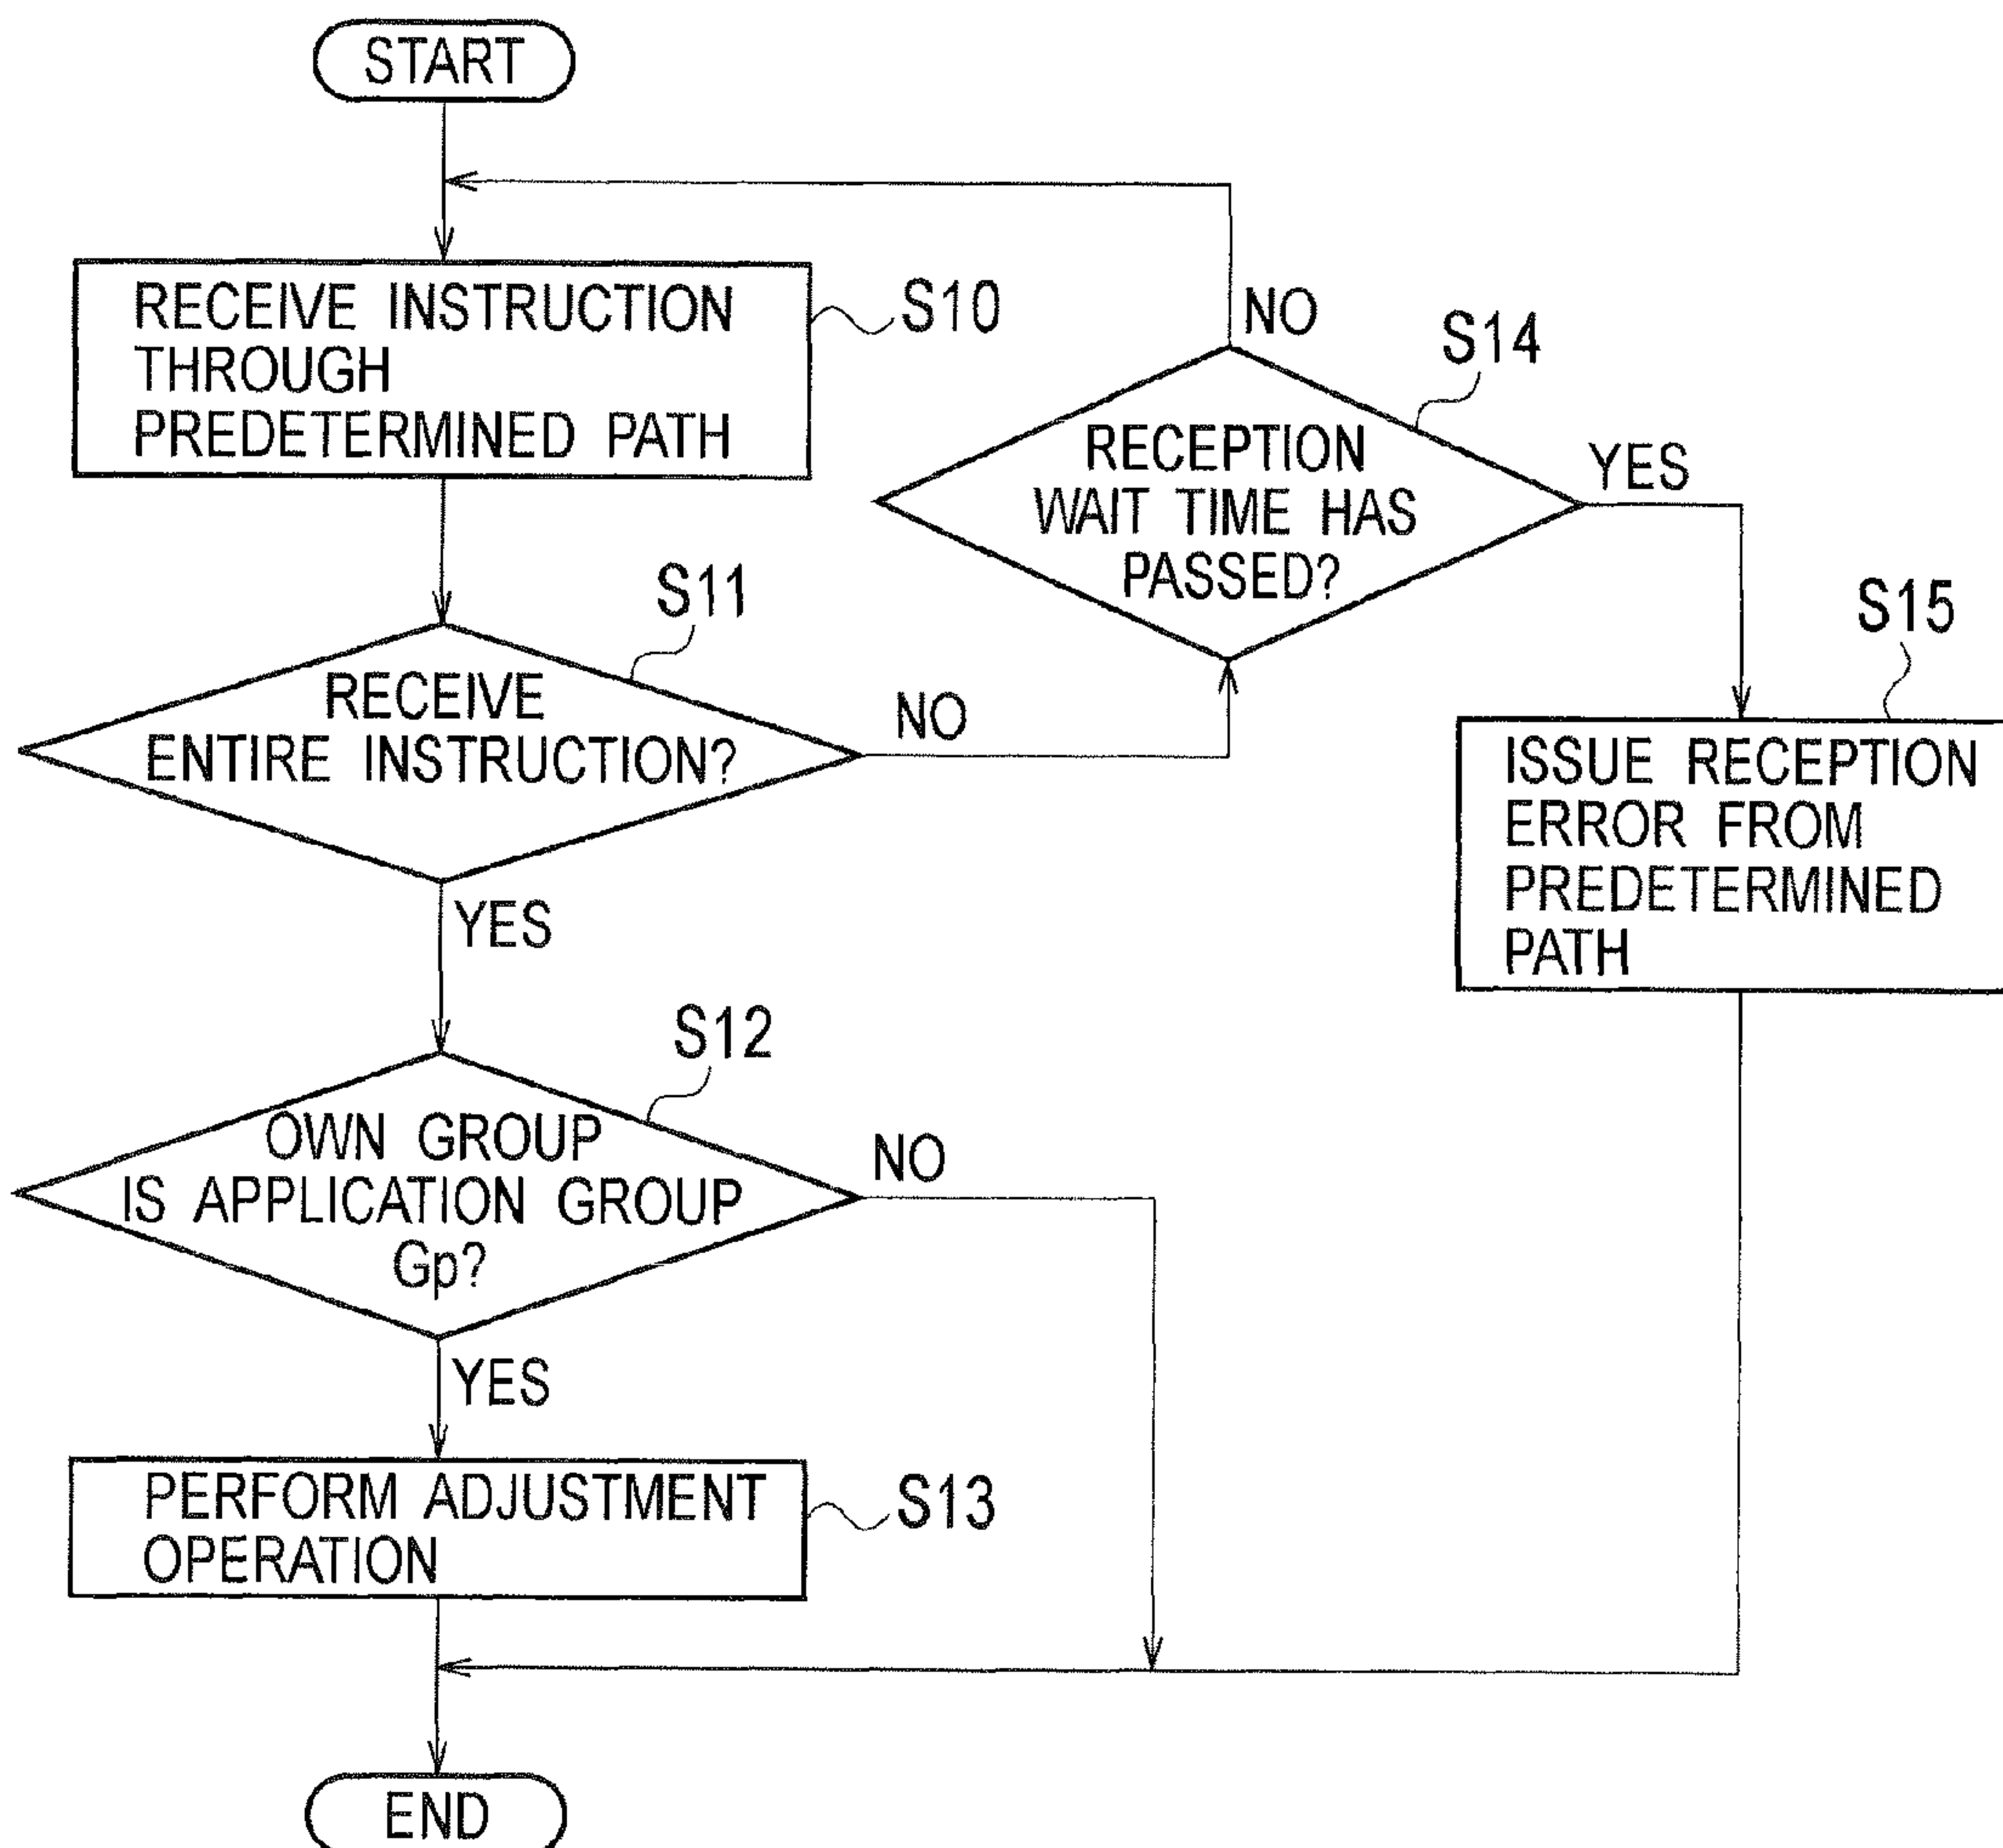 START
RECEIVE INSTRUCTION
THROUGH
PREDETERMINED PATH
S10
RECEIVE
ENTIRE INSTRUCTION?
S11
NO
YES
OWN GROUP
IS APPLICATION GROUP
Gp?
S12
NO
YES
PERFORM ADJUSTMENT
OPERATION
S13
END
RECEPTION
WAIT TIME HAS
PASSED?
S14
NO
YES
ISSUE RECEPTION
ERROR FROM
PREDETERMINED
PATH
S15